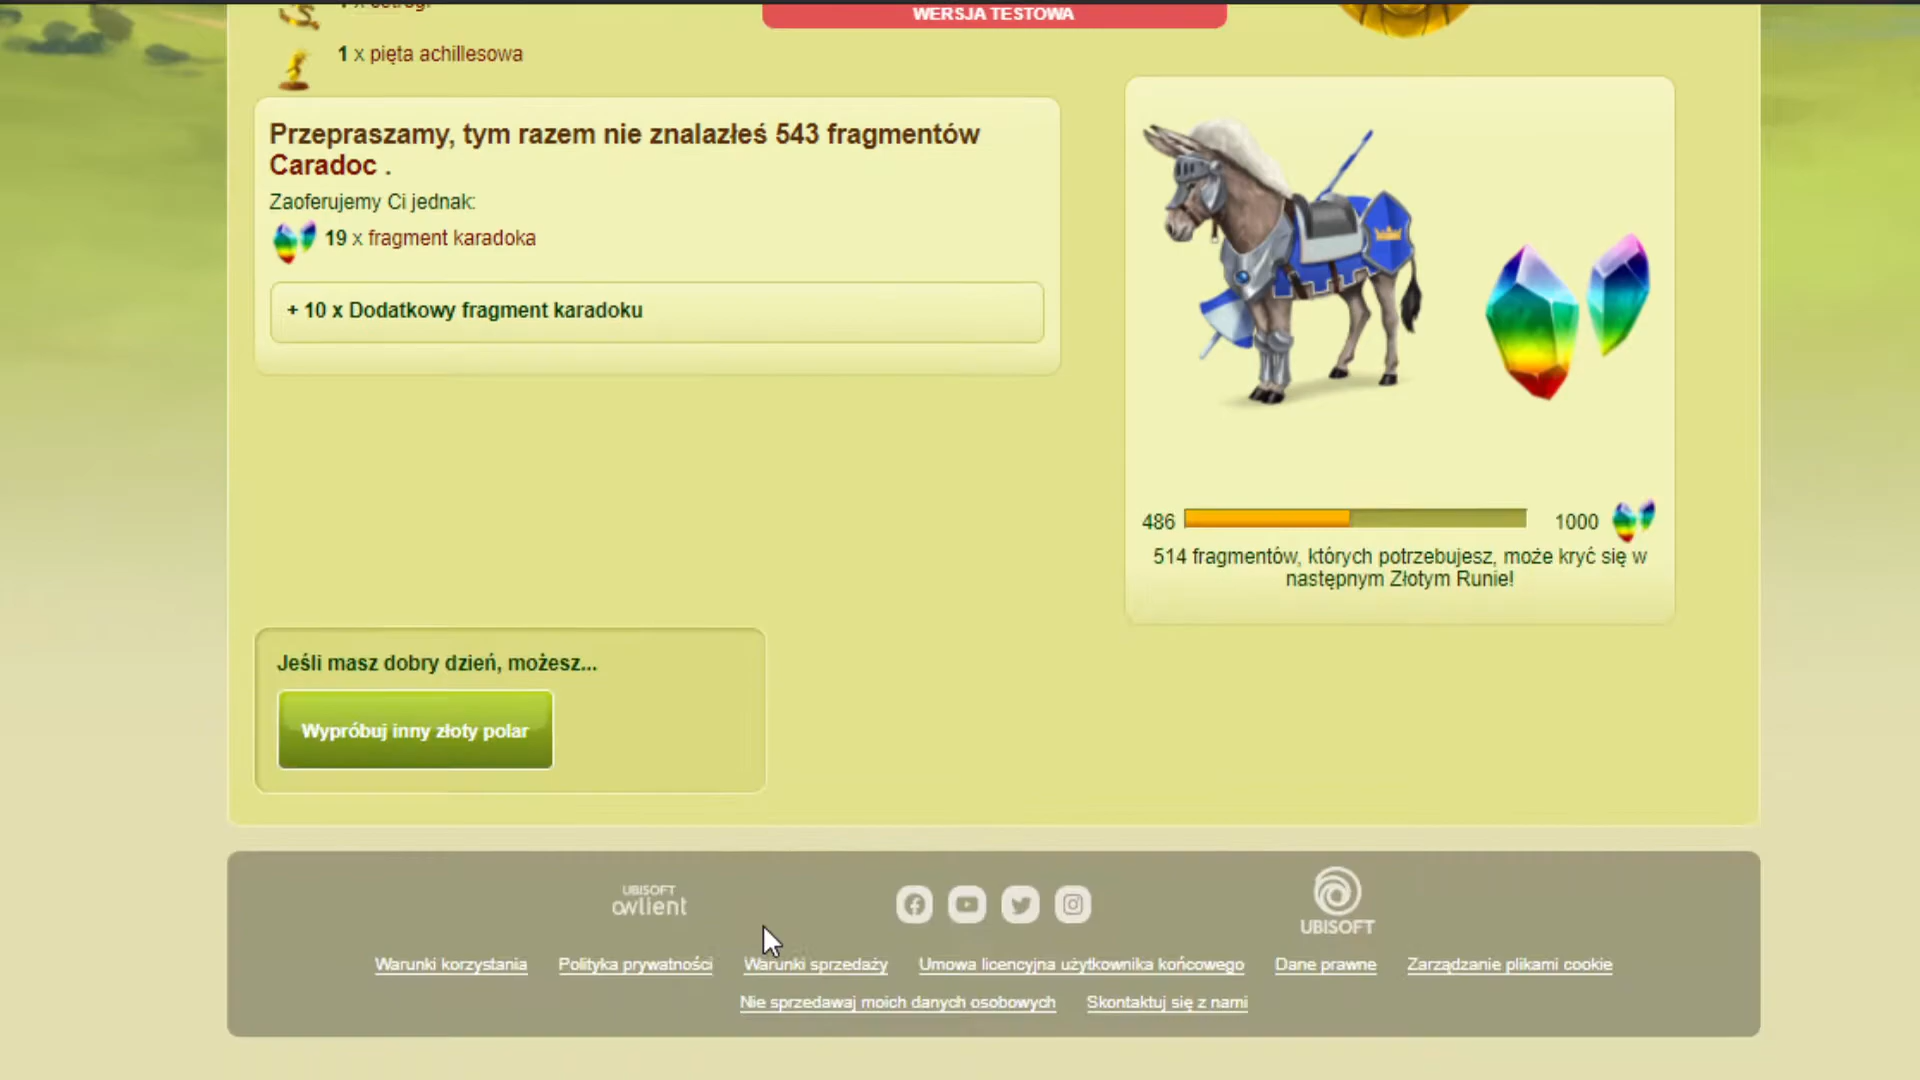 WERSJA TESTOWA
1 x pięta achillesowa
Przepraszamy, tym razem nie znalazłeś 543 fragmentów
Caradoc .
Zaoferujemy Ci jednak:
19 x fragment karadoka
+ 10 x Dodatkowy fragment karadoku
486
1000
514 fragmentów, których potrzebujesz, może kryć się w
następnym Złotym Runie!
Jeśli masz dobry dzień, możesz...
Wypróbuj inny złoty polar
UBISOFT
owlient
UBISOFT
Warunki korzystania
Polityka prywatności
Warunki sprzedaży
Umowa licencyjna użytkownika końcowego
Dane prawne
Zarządzanie plikami cookie
Nie sprzedawaj moich danych osobowych
Skontaktuj się z nami